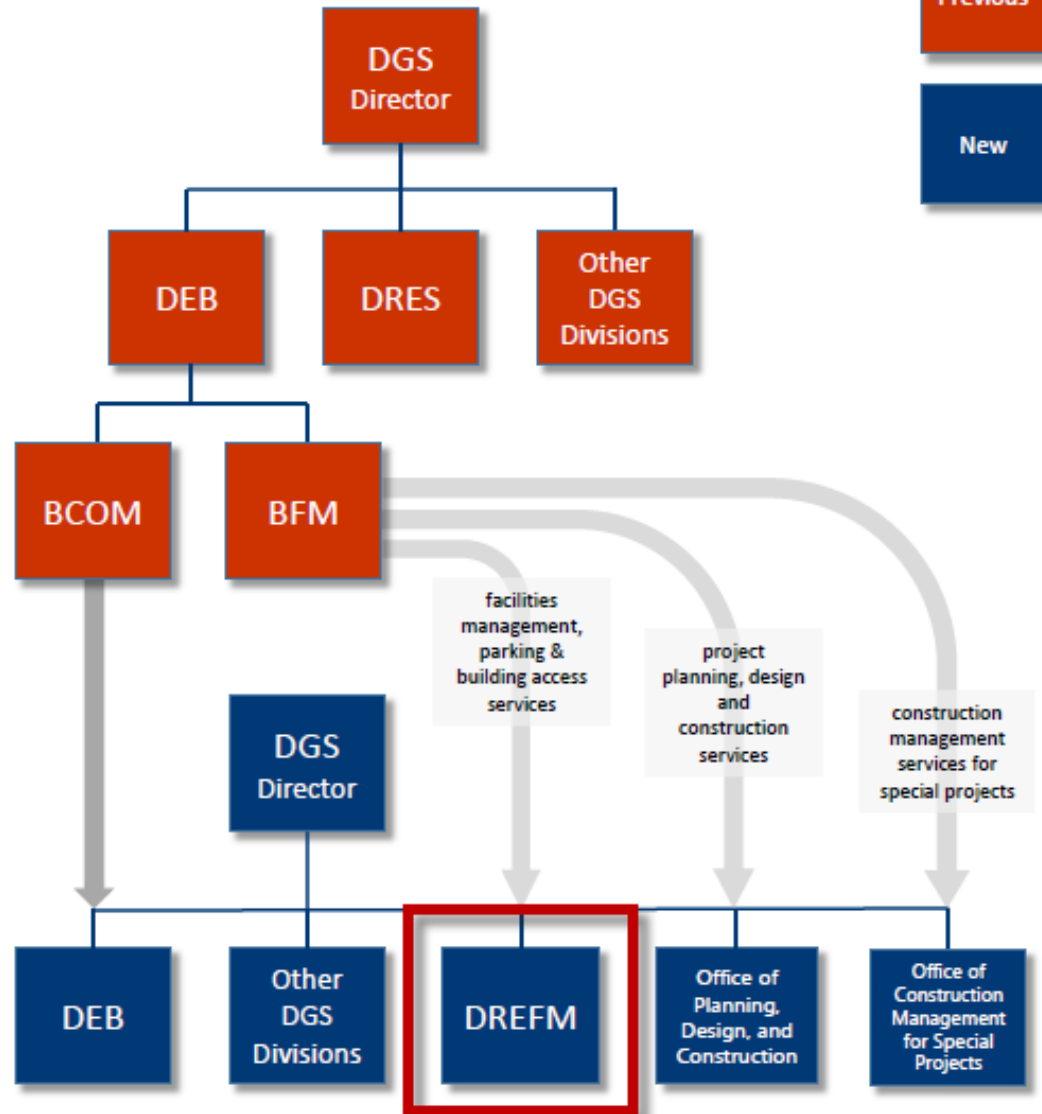 Previous
New
DGS
Director
DEB
DRES
Other
DGS
Divisions
BCOM
BFM
facilities
management,
parking &
building access
services
project
planning, design
and
construction
services
construction
management
services for
special projects
DGS
Director
DEB
Other
DGS
Divisions
DREFM
Office of
Planning,
Design, and
Construction
Office of
Construction
Management
for Special
Projects